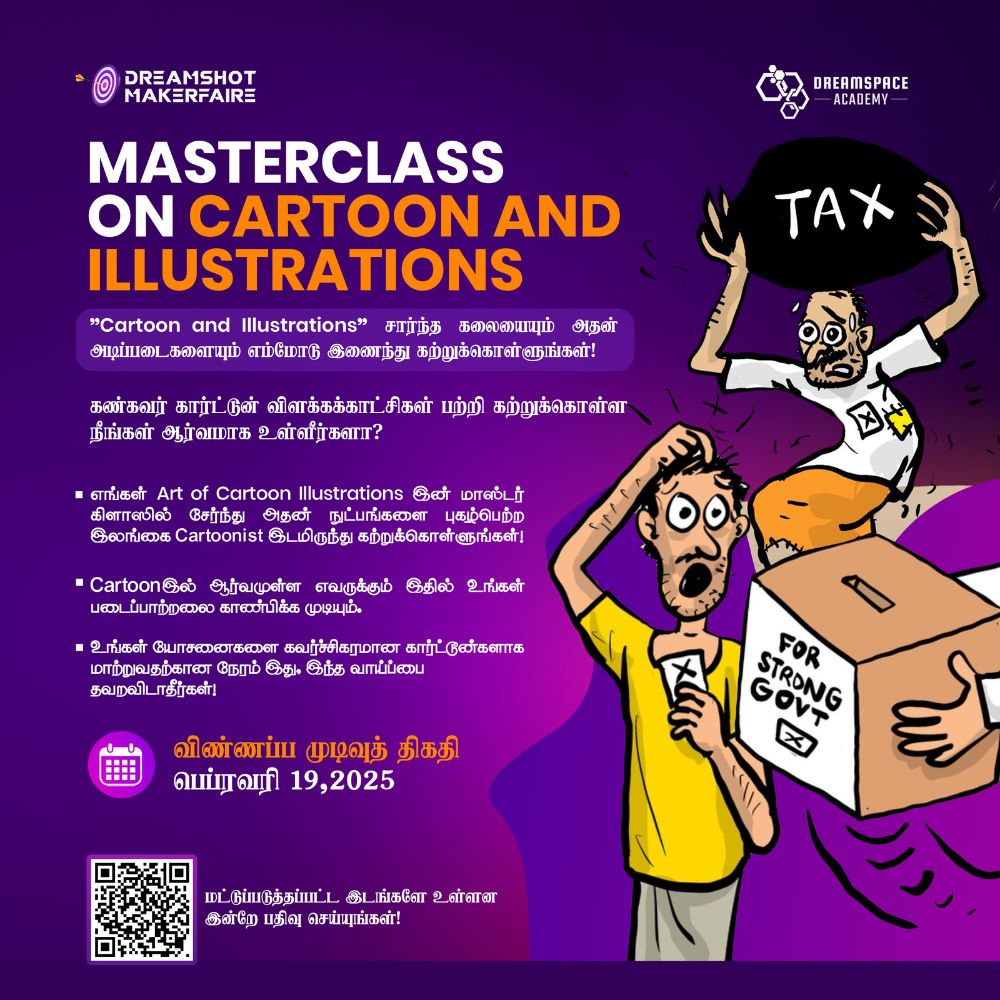 DREAMSHOT
MAKERFAIRE
DREAMSPACE
ACADEMY
MASTERCLASS
ON CARTOON AND
ILLUSTRATIONS
”Cartoon and Illustrations” சார்ந்த கலையையும் அதன்
அடிப்படைகளையும் எம்மோடு இணைந்து கற்றுக்கொள்ளுங்கள்!
கண்கவர் கார்ட்டூன் விளக்கக்காட்சிகள் பற்றி கற்றுக்கொள்ள
நீங்கள் ஆர்வமாக உள்ளீர்களா?
எங்கள் Art of Cartoon Illustrations இன் மாஸ்டர்
கிளாஸில் சேர்ந்து அதன் நுட்பங்களை புகழ்பெற்ற
இலங்கை Cartoonist இடமிருந்து கற்றுக்கொள்ளுங்கள்!
Cartoonஇல் ஆர்வமுள்ள எவருக்கும் இதில் உங்கள்
படைப்பாற்றலை காண்பிக்க முடியும்.
உங்கள் யோசனைகளை கவர்ச்சிகரமான கார்ட்டூன்களாக
மாற்றுவதற்கான நேரம் இது, இந்த வாய்ப்பை
தவறவிடாதீர்கள்!
விண்ணப்ப முடிவுத் திகதி
பெப்ரவரி 19,2025
மட்டுப்படுத்தப்பட்ட இடங்களே உள்ளன
இன்றே பதிவு செய்யுங்கள்!
TAX
FOR
STRONG
GOVT